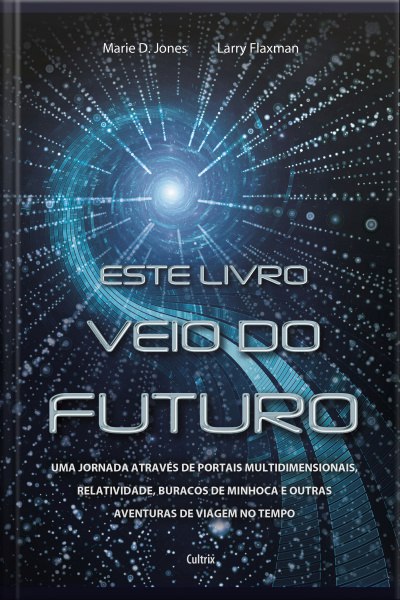 Marie D. Jones Larry Flaxman
ESTE LIVRO
VEIO DO
FUTURO
UMA JORNADA ATRAVÉS DE PORTAIS MULTIDIMENSIONAIS,
RELATIVIDADE, BURACOS DE MINHOCA E OUTRAS
AVENTURAS DE VIAGEM NO TEMPO
Cultrix